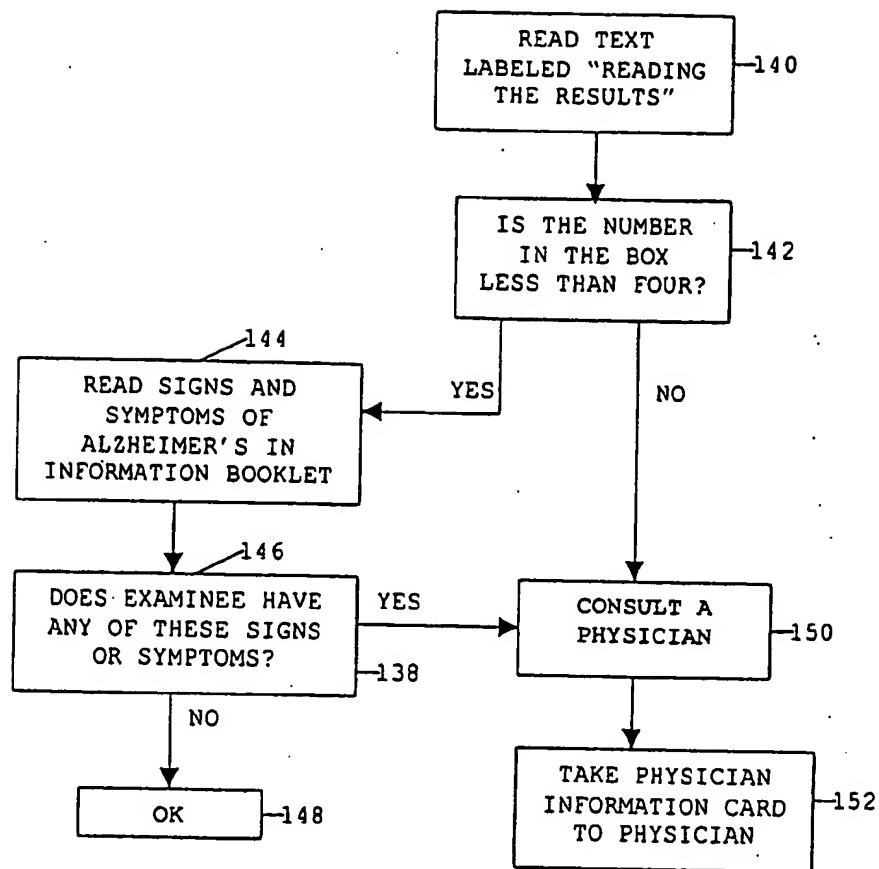 READ TEXT
LABELED “READING
THE RESULTS”
140
IS THE NUMBER
IN THE BOX
LESS THAN FOUR?
142
144
YES
NO
READ SIGNS AND
SYMPTOMS OF
ALZHEIMER'S IN
INFORMATION BOOKLET
146
DOES EXAMINEE HAVE
ANY OF THESE SIGNS
OR SYMPTOMS?
138
YES
CONSULT A
PHYSICIAN
150
NO
OK
148
TAKE PHYSICIAN
INFORMATION CARD
TO PHYSICIAN
152